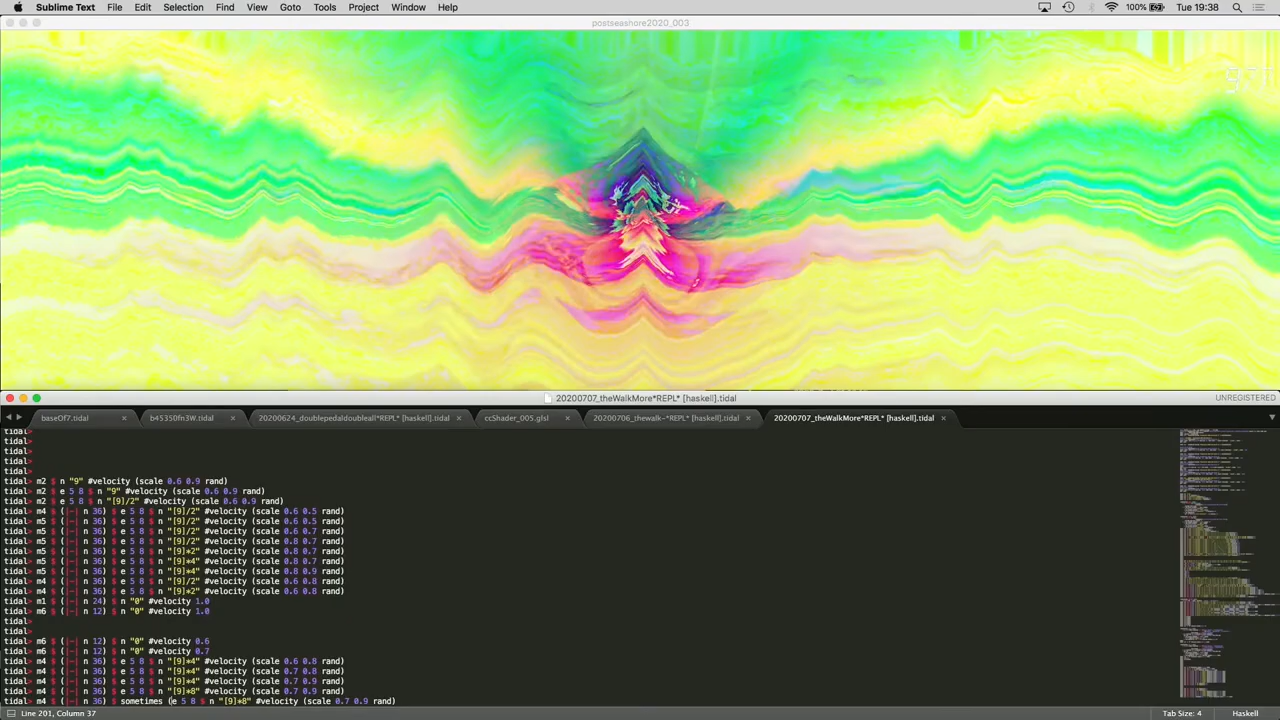 Sublime Text File Edit Selection Find View Goto Tools Project Window Help 100% Tue 19:38
postseashore2020_003
20200707_theWalkMore*REPL* [haskell].tidal UNREGISTERED
baseOf7.tidal b45350fn3W.tidal 20200624_doublepedaldoubleall*REPL* [haskell].tidal ccShader_005.glsl 20200706_thewalk-*REPL* [haskell].tidal 20200707_theWalkMore*REPL* [haskell].tidal
tidal>
tidal>
tidal>
tidal>
tidal>
tidal> m2 $ n "9" #velocity (scale 0.6 0.9 rand)
tidal> m2 $ e 5 8 $ n "9" #velocity (scale 0.6 0.9 rand)
tidal> m2 $ e 5 8 $ n "[9]/2" #velocity (scale 0.6 0.9 rand)
tidal> m4 $ (|-| n 36) $ e 5 8 $ n "[9]/2" #velocity (scale 0.6 0.5 rand)
tidal> m5 $ (|-| n 36) $ e 5 8 $ n "[9]/2" #velocity (scale 0.6 0.5 rand)
tidal> m5 $ (|-| n 36) $ e 5 8 $ n "[9]/2" #velocity (scale 0.6 0.7 rand)
tidal> m5 $ (|-| n 36) $ e 5 8 $ n "[9]/2" #velocity (scale 0.8 0.7 rand)
tidal> m5 $ (|-| n 36) $ e 5 8 $ n "[9]*2" #velocity (scale 0.8 0.7 rand)
tidal> m5 $ (|-| n 36) $ e 5 8 $ n "[9]*4" #velocity (scale 0.8 0.7 rand)
tidal> m5 $ (|-| n 36) $ e 5 8 $ n "[9]*4" #velocity (scale 0.8 0.9 rand)
tidal> m4 $ (|-| n 36) $ e 5 8 $ n "[9]/2" #velocity (scale 0.6 0.8 rand)
tidal> m4 $ (|-| n 36) $ e 5 8 $ n "[9]*2" #velocity (scale 0.6 0.8 rand)
tidal> m1 $ (|-| n 24) $ n "0" #velocity 1.0
tidal> m6 $ (|-| n 12) $ n "0" #velocity 1.0
tidal>
tidal>
tidal> m6 $ (|-| n 12) $ n "0" #velocity 0.6
tidal> m6 $ (|-| n 12) $ n "0" #velocity 0.7
tidal> m4 $ (|-| n 36) $ e 5 8 $ n "[9]*4" #velocity (scale 0.6 0.8 rand)
tidal> m4 $ (|-| n 36) $ e 5 8 $ n "[9]*4" #velocity (scale 0.7 0.8 rand)
tidal> m4 $ (|-| n 36) $ e 5 8 $ n "[9]*4" #velocity (scale 0.7 0.9 rand)
tidal> m4 $ (|-| n 36) $ e 5 8 $ n "[9]*8" #velocity (scale 0.7 0.9 rand)
tidal> m4 $ (|-| n 36) $ sometimes (e 5 8 $ n "[9]*8" #velocity (scale 0.7 0.9 rand)
Line 201, Column 37 Tab Size: 4 Haskell